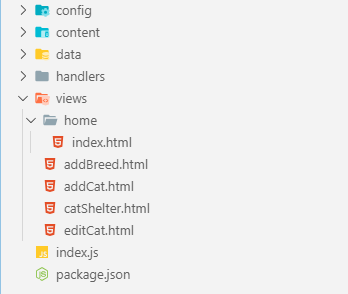 config
content
data
handlers
views
home
index.html
addBreed.html
addCat.html
catShelter.html
editCat.html
index.js
package.json